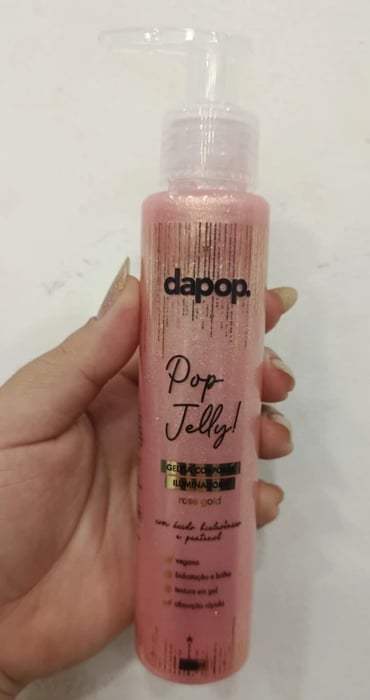 dapop.
Pop
Jelly!
GELEIA CORPORAL
ILUMINADORA
rose gold
com ácido hialurônico
e pantenol
vegano
hidratação e brilho
textura em gel
absorção rápida